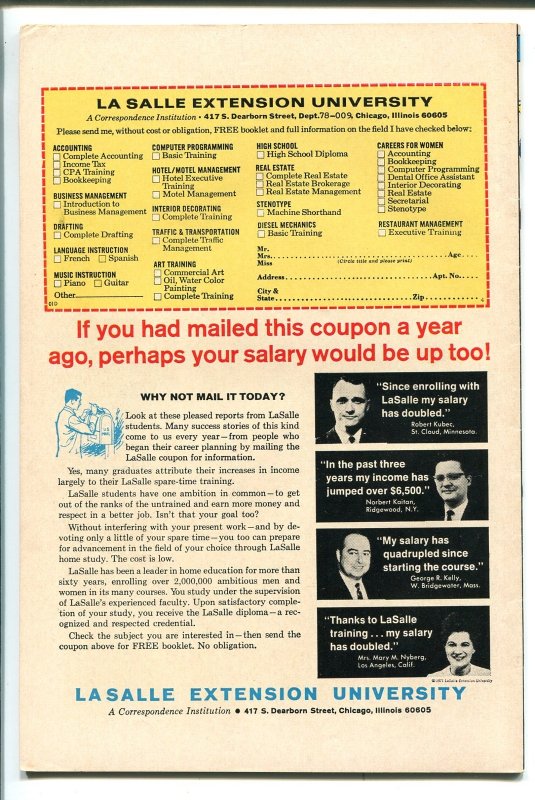 LA SALLE EXTENSION UNIVERSITY
A Correspondence Institution • 417 S. Dearborn Street, Dept.78-009, Chicago, Illinois 60605
Please send me, without cost or obligation, FREE booklet and full information on the field I have checked below:
ACCOUNTING
Complete Accounting
Income Tax
CPA Training
Bookkeeping
BUSINESS MANAGEMENT
Introduction to
Business Management
DRAFTING
Complete Drafting
LANGUAGE INSTRUCTION
French Spanish
MUSIC INSTRUCTION
Piano Guitar
Other
010
COMPUTER PROGRAMMING
Basic Training
HOTEL/MOTEL MANAGEMENT
Hotel Executive
Training
Motel Management
INTERIOR DECORATING
Complete Training
TRAFFIC & TRANSPORTATION
Complete Traffic
Management
ART TRAINING
Commercial Art
Oil, Water Color
Painting
Complete Training
HIGH SCHOOL
High School Diploma
REAL ESTATE
Complete Real Estate
Real Estate Brokerage
Real Estate Management
STENOTYPE
Machine Shorthand
DIESEL MECHANICS
Basic Training
CAREERS FOR WOMEN
Accounting
Bookkeeping
Computer Programming
Dental Office Assistant
Interior Decorating
Real Estate
Secretarial
Stenotype
RESTAURANT MANAGEMENT
Executive Training
Mr.
Mrs. Age
Miss (Circle title and please print)
Address Apt. No.
City &
State Zip
If you had mailed this coupon a year
ago, perhaps your salary would be up too!
U.S. MAIL
WHY NOT MAIL IT TODAY?
Look at these pleased reports from LaSalle
students. Many success stories of this kind
come to us every year—from people who
began their career planning by mailing the
LaSalle coupon for information.
Yes, many graduates attribute their increases in income
largely to their LaSalle spare-time training.
LaSalle students have one ambition in common—to get
out of the ranks of the untrained and earn more money and
respect in a better job. Isn't that your goal too?
Without interfering with your present work—and by de-
voting only a little of your spare time—you too can prepare
for advancement in the field of your choice through LaSalle
home study. The cost is low.
LaSalle has been a leader in home education for more than
sixty years, enrolling over 2,000,000 ambitious men and
women in its many courses. You study under the supervision
of LaSalle's experienced faculty. Upon satisfactory comple-
tion of your study, you receive the LaSalle diploma—a rec-
ognized and respected credential.
Check the subject you are interested in—then send the
coupon above for FREE booklet. No obligation.
"Since enrolling with
LaSalle my salary
has doubled."
Robert Kubec,
St. Cloud, Minnesota.
"In the past three
years my income has
jumped over $6,500."
Norbert Kaitan,
Ridgewood, N.Y.
"My salary has
quadrupled since
starting the course."
George R. Kelly,
W. Bridgewater, Mass.
"Thanks to LaSalle
training ... my salary
has doubled."
Mrs. Mary M. Nyberg,
Los Angeles, Calif.
© 1971 LaSalle Extension University
LASALLE EXTENSION UNIVERSITY
A Correspondence Institution • 417 S. Dearborn Street, Chicago, Illinois 60605